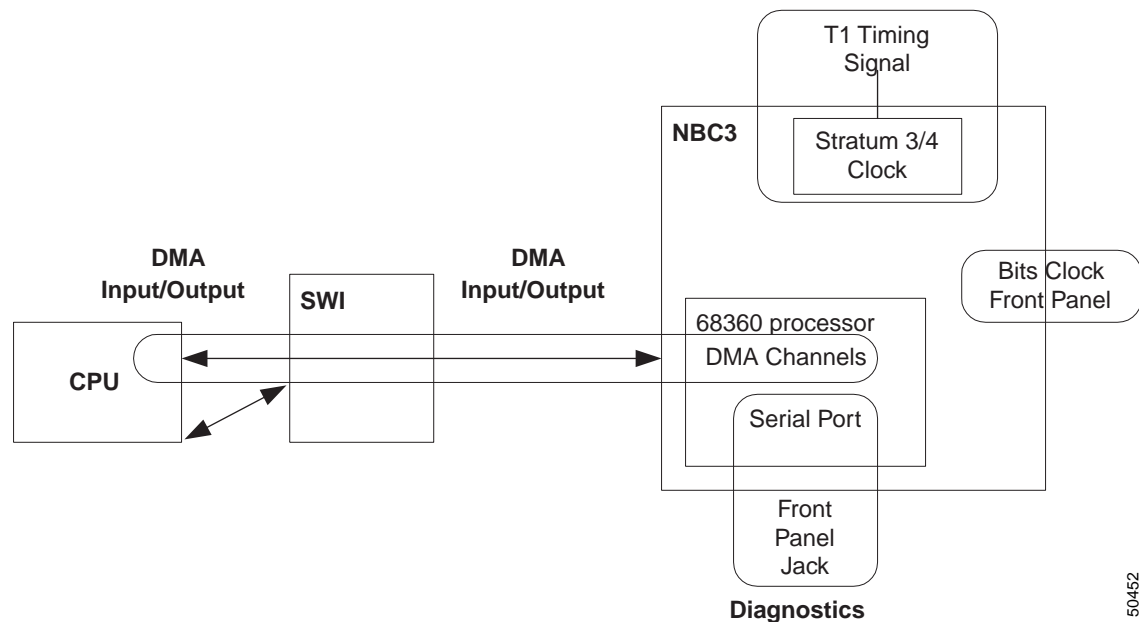 T1 Timing
Signal
NBC3
Stratum 3/4
Clock
DMA
Input/Output
DMA
Input/Output
SWI
Bits Clock
Front Panel
CPU
68360 processor
DMA Channels
Serial Port
Front
Panel
Jack
Diagnostics
50452